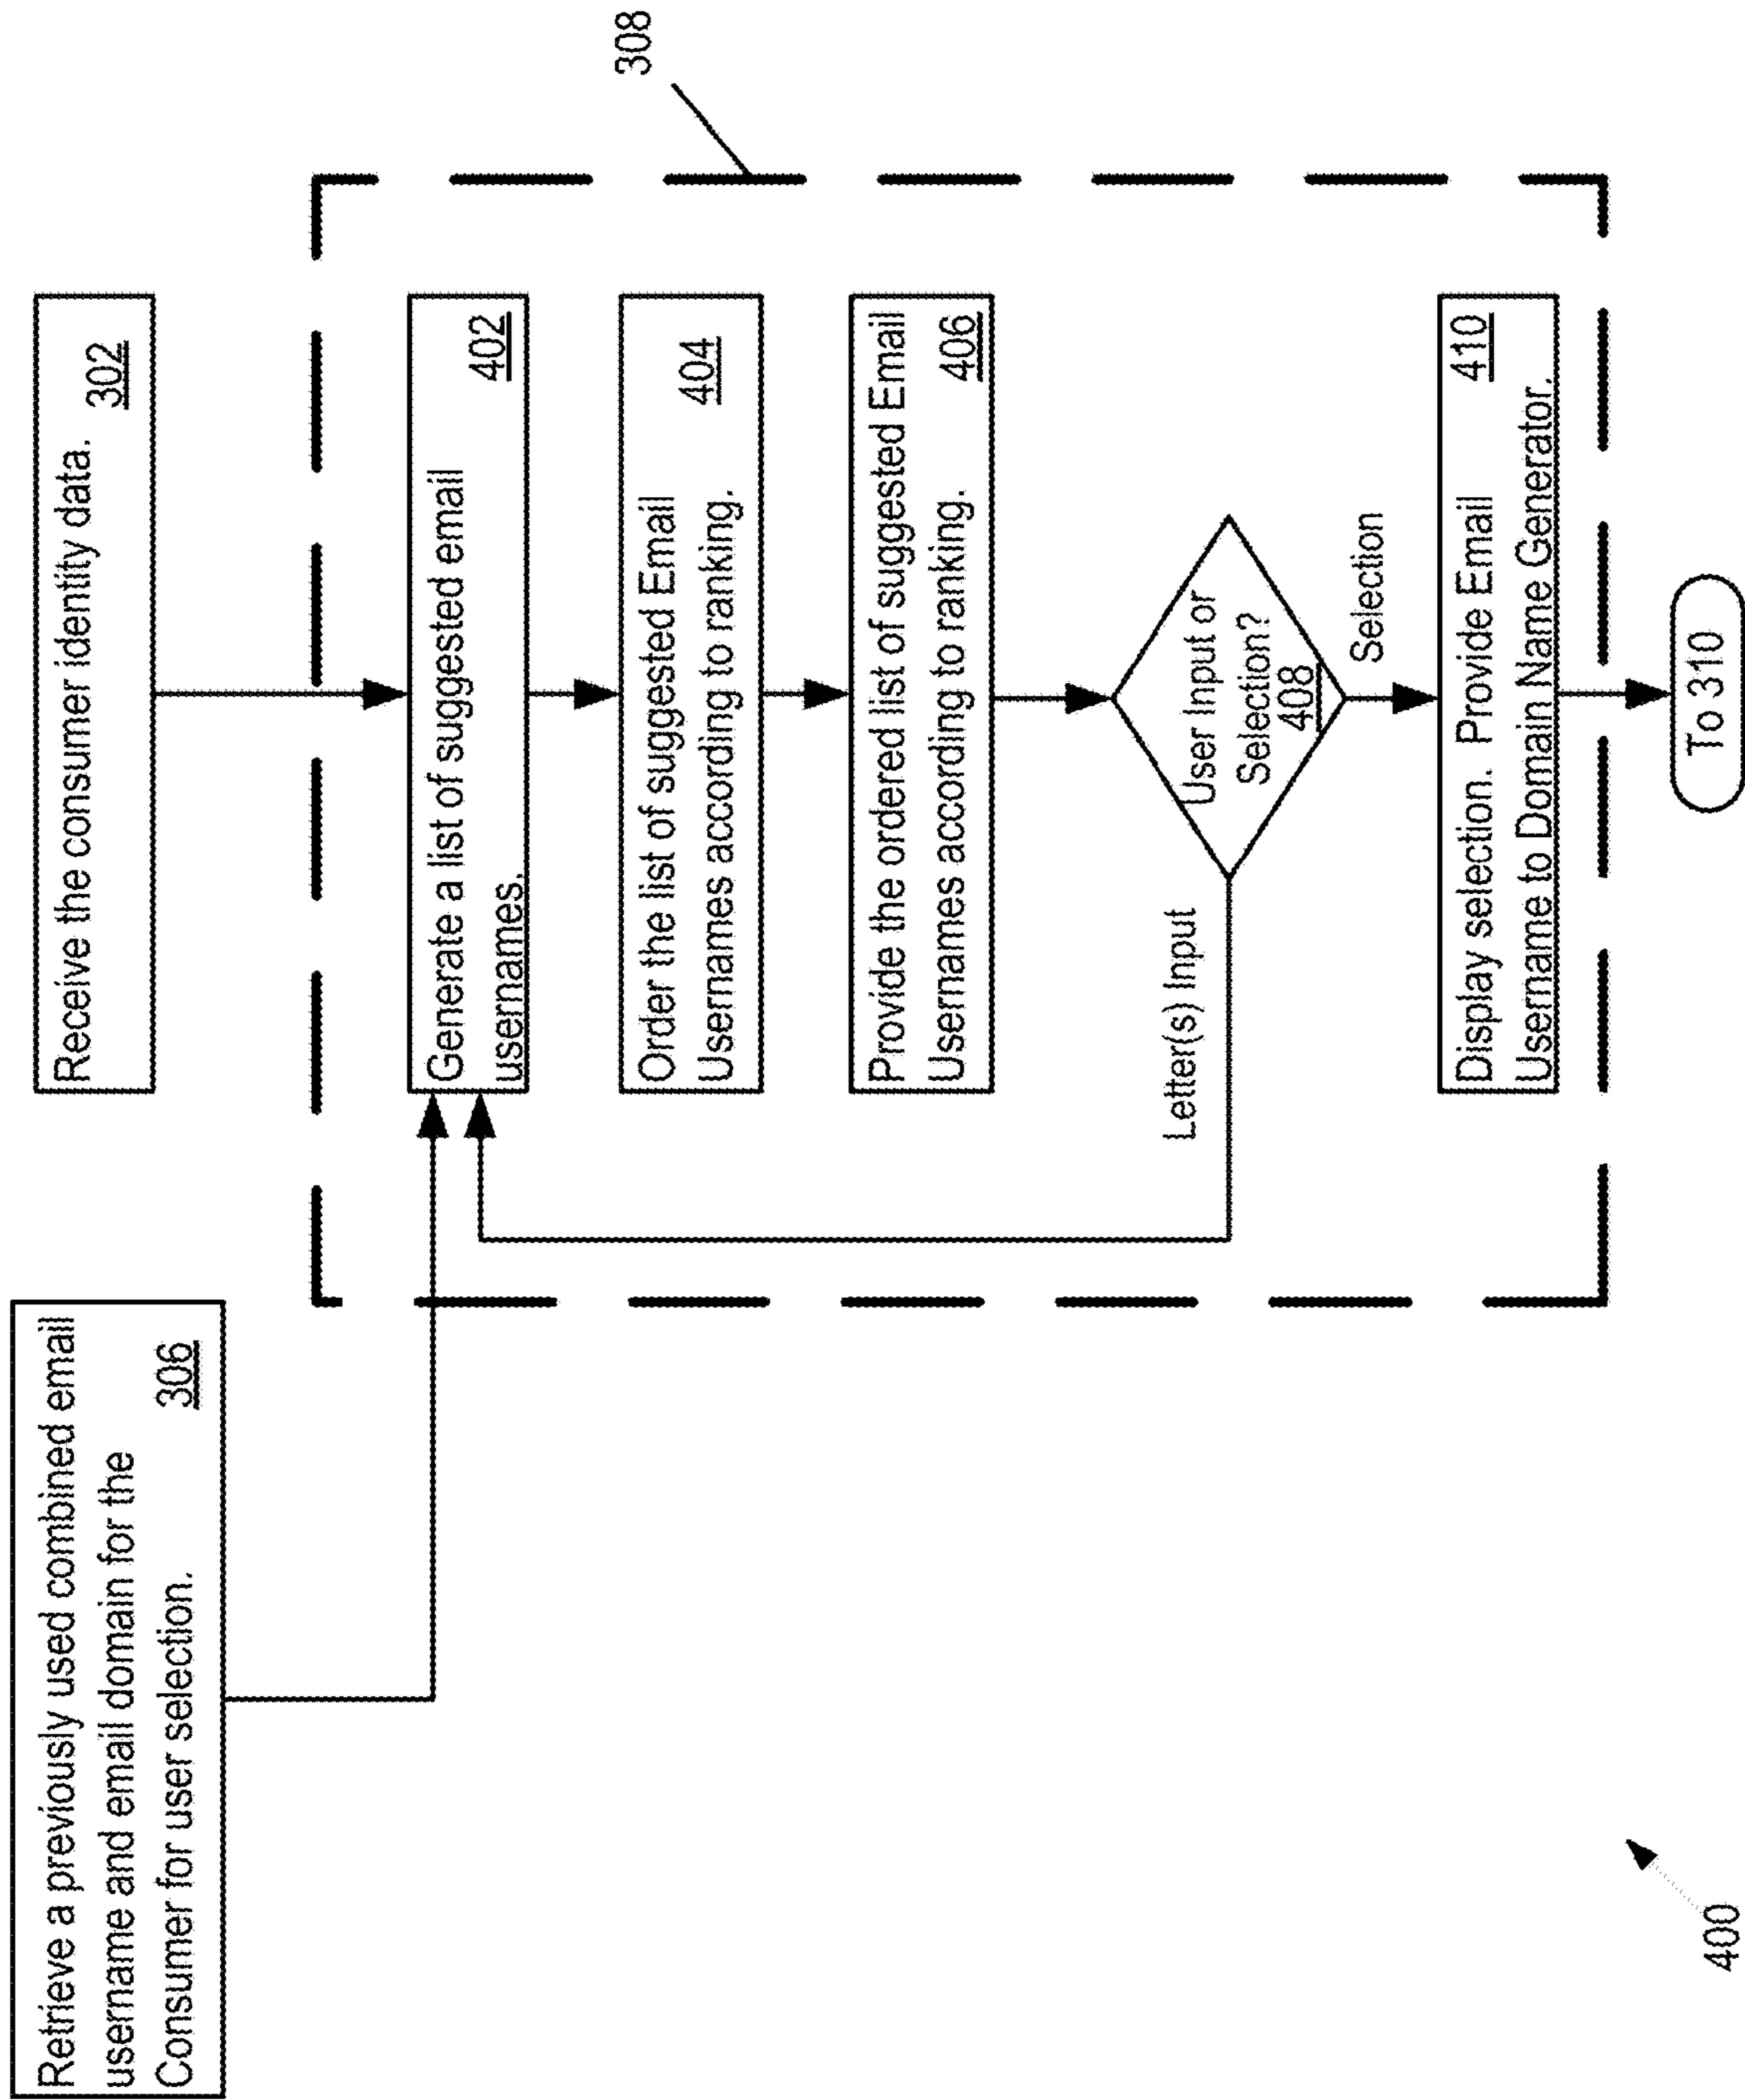 Retrieve a previously used combined email
username and email domain for the
Consumer for user selection.
306
Receive the consumer identity data.
302
308
Generate a list of suggested email
usernames.
402
Order the list of suggested Email
Usernames according to ranking.
404
Provide the ordered list of suggested Email
Usernames according to ranking.
406
User Input or
Selection?
408
Letter(s) Input
Selection
Display selection. Provide Email
Username to Domain Name Generator.
410
To 310
400